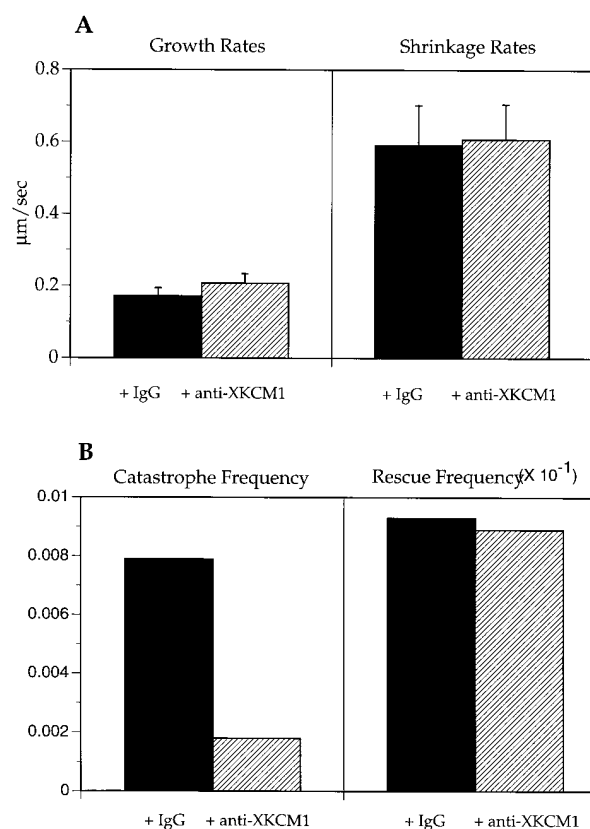 A
Growth Rates Shrinkage Rates
0.8
0.6
0.4
0.2
0
µm/sec
+ IgG + anti-XKCM1 + IgG + anti-XKCM1
B
Catastrophe Frequency Rescue Frequency (X 10⁻¹)
0.01
0.008
0.006
0.004
0.002
0
+ IgG + anti-XKCM1 + IgG + anti-XKCM1